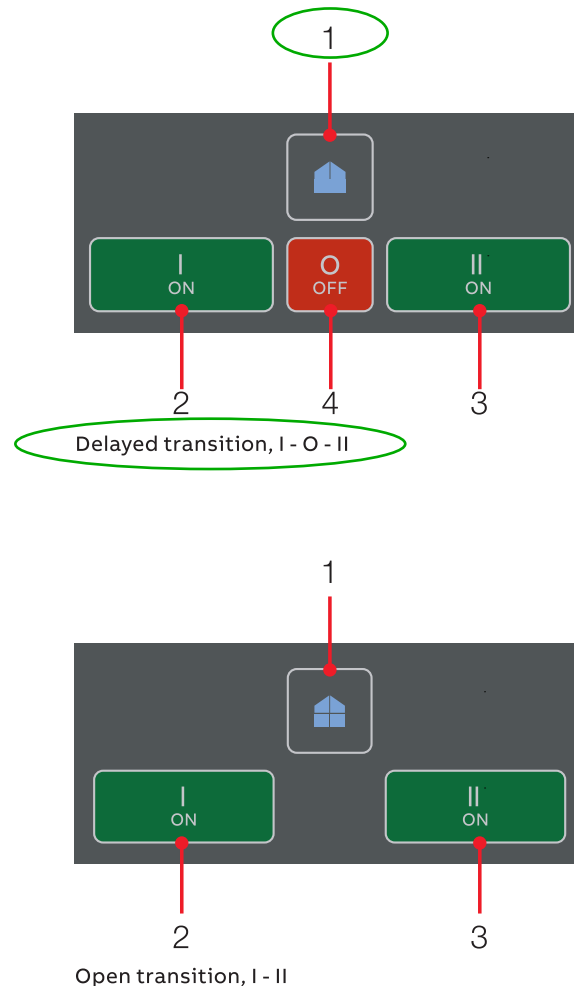 1
I O II
ON OFF ON
2 4 3
Delayed transition, I - O - II
1
I II
ON ON
2 3
Open transition, I - II